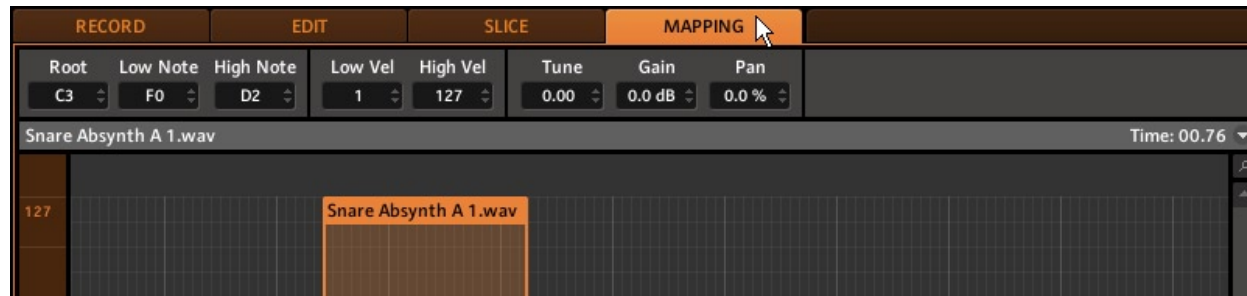 RECORD EDIT SLICE MAPPING
Root Low Note High Note Low Vel High Vel Tune Gain Pan
C3 F0 D2 1 127 0.00 0.0 dB 0.0 %
Snare Absynth A 1.wav Time: 00.76
127 Snare Absynth A 1.wav